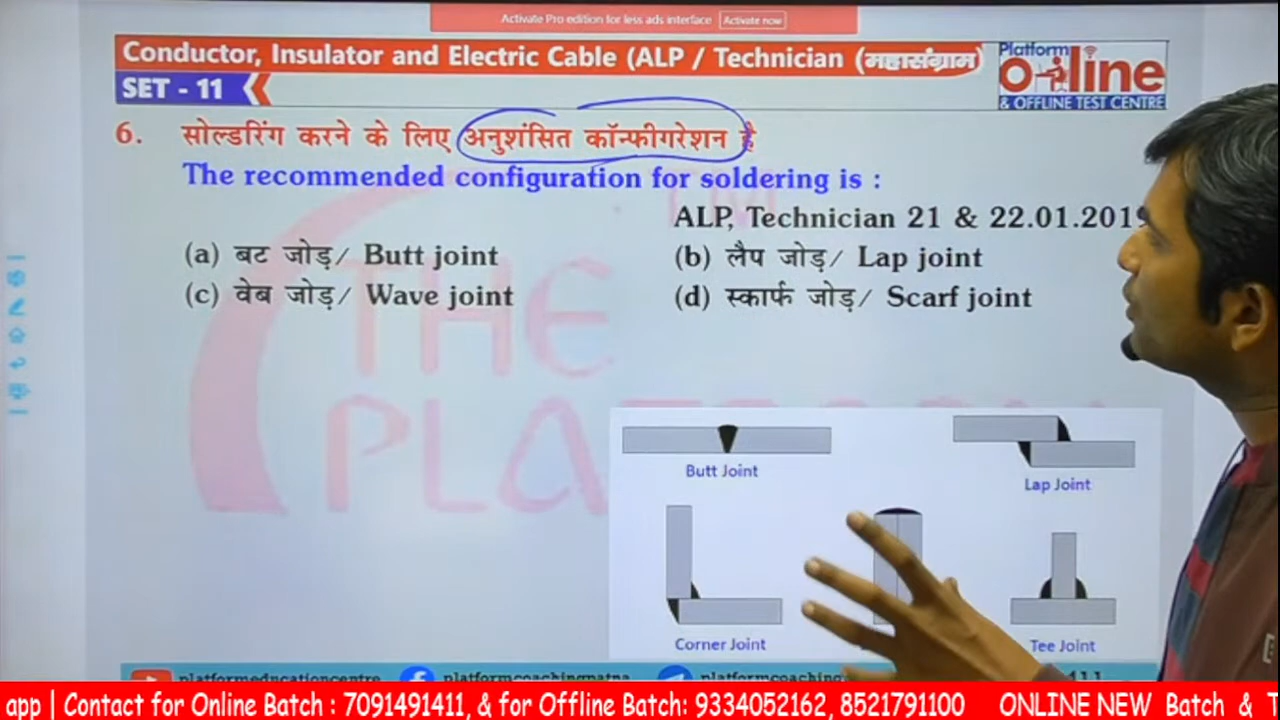 Activate Pro edition for less ads interface Activate now
Conductor, Insulator and Electric Cable (ALP / Technician (महासंग्राम)
Platform
Online
& OFFLINE TEST CENTRE
SET - 11
6. सोल्डरिंग करने के लिए अनुशंसित कॉन्फीगरेशन है
The recommended configuration for soldering is :
ALP, Technician 21 & 22.01.2019
(a) बट जोड़/ Butt joint (b) लैप जोड़/ Lap joint
(c) वेब जोड़/ Wave joint (d) स्कार्फ जोड़/ Scarf joint
THE
Butt Joint Lap Joint
Corner Joint Tee Joint
platformeducationcentre platformcoachingpatna
app | Contact for Online Batch : 7091491411, & for Offline Batch: 9334052162, 8521791100 ONLINE NEW Batch &